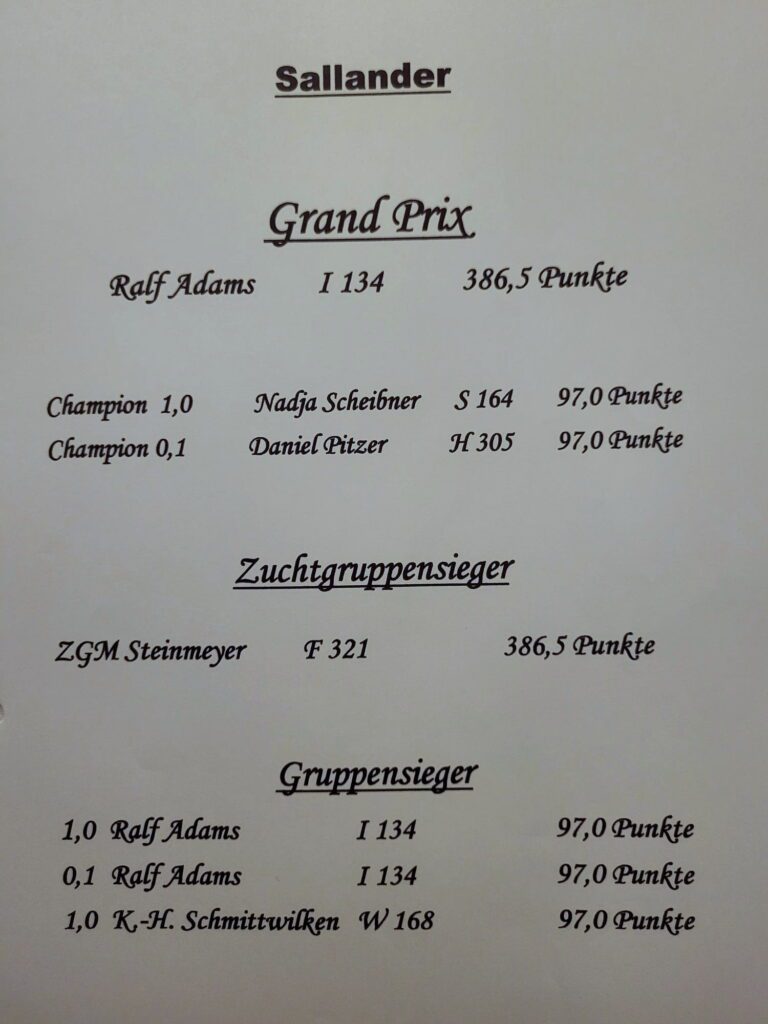 Sallander
Grand Prix
Ralf Adams I 134 386,5 Punkte
Champion 1,0 Nadja Scheibner S 164 97,0 Punkte
Champion 0,1 Daniel Pitzer H 305 97,0 Punkte
Zuchtgruppensieger
ZGM Steinmeyer F 321 386,5 Punkte
Gruppensieger
1,0 Ralf Adams I 134 97,0 Punkte
0,1 Ralf Adams I 134 97,0 Punkte
1,0 K,-H. Schmittwilken W 168 97,0 Punkte